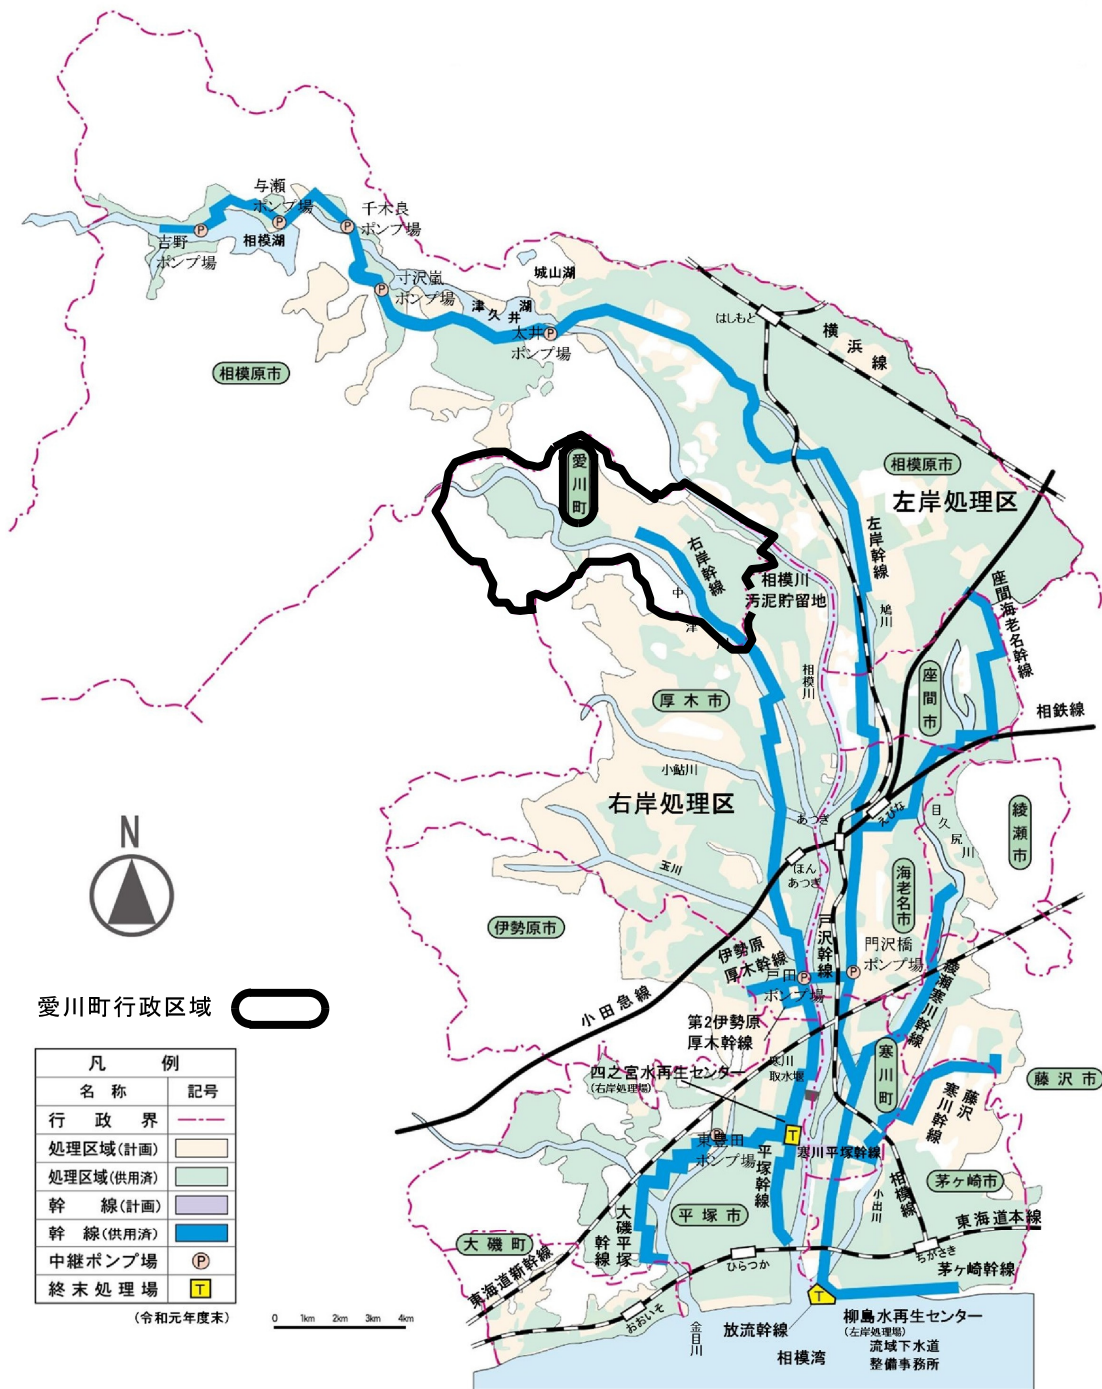 与瀬
ポンプ場
千木良
ポンプ場
吉野
ポンプ場
相模湖
寸沢嵐
ポンプ場
城山湖
津久井湖
太井
ポンプ場
はしもと
横浜線
相模原市
愛川町
相模原市
左岸処理区
右岸幹線
左岸幹線
相模川
汚泥貯留地
中津
座間海老名幹線
鳩川
相模川
座間市
厚木市
相鉄線
小鮎川
右岸処理区
あつぎ
えびな
目久尻川
綾瀬市
N
玉川
ほん
あつぎ
海老名市
伊勢原市
戸沢幹線
門沢橋
ポンプ場
伊勢原
厚木幹線
戸田
ポンプ場
綾瀬寒川幹線
愛川町行政区域
小田急線
第2伊勢原
厚木幹線
寒川
取水堰
寒川町
四之宮水再生センター
(右岸処理場)
藤沢市
藤沢
寒川幹線
凡例
名称 記号
行政界
処理区域(計画)
処理区域(供用済)
幹線(計画)
幹線(供用済)
中継ポンプ場 P
終末処理場 T
(令和元年度末)
東豊田
ポンプ場
平塚幹線
寒川平塚幹線
小出川
相模線
茅ヶ崎市
平塚市
大磯平塚
幹線
大磯町
東海道新幹線
東海道本線
ひらつか
ちがさき
茅ヶ崎幹線
おおいそ
0 1km 2km 3km 4km
金目川
放流幹線
相模湾
柳島水再生センター
(左岸処理場)
流域下水道
整備事務所